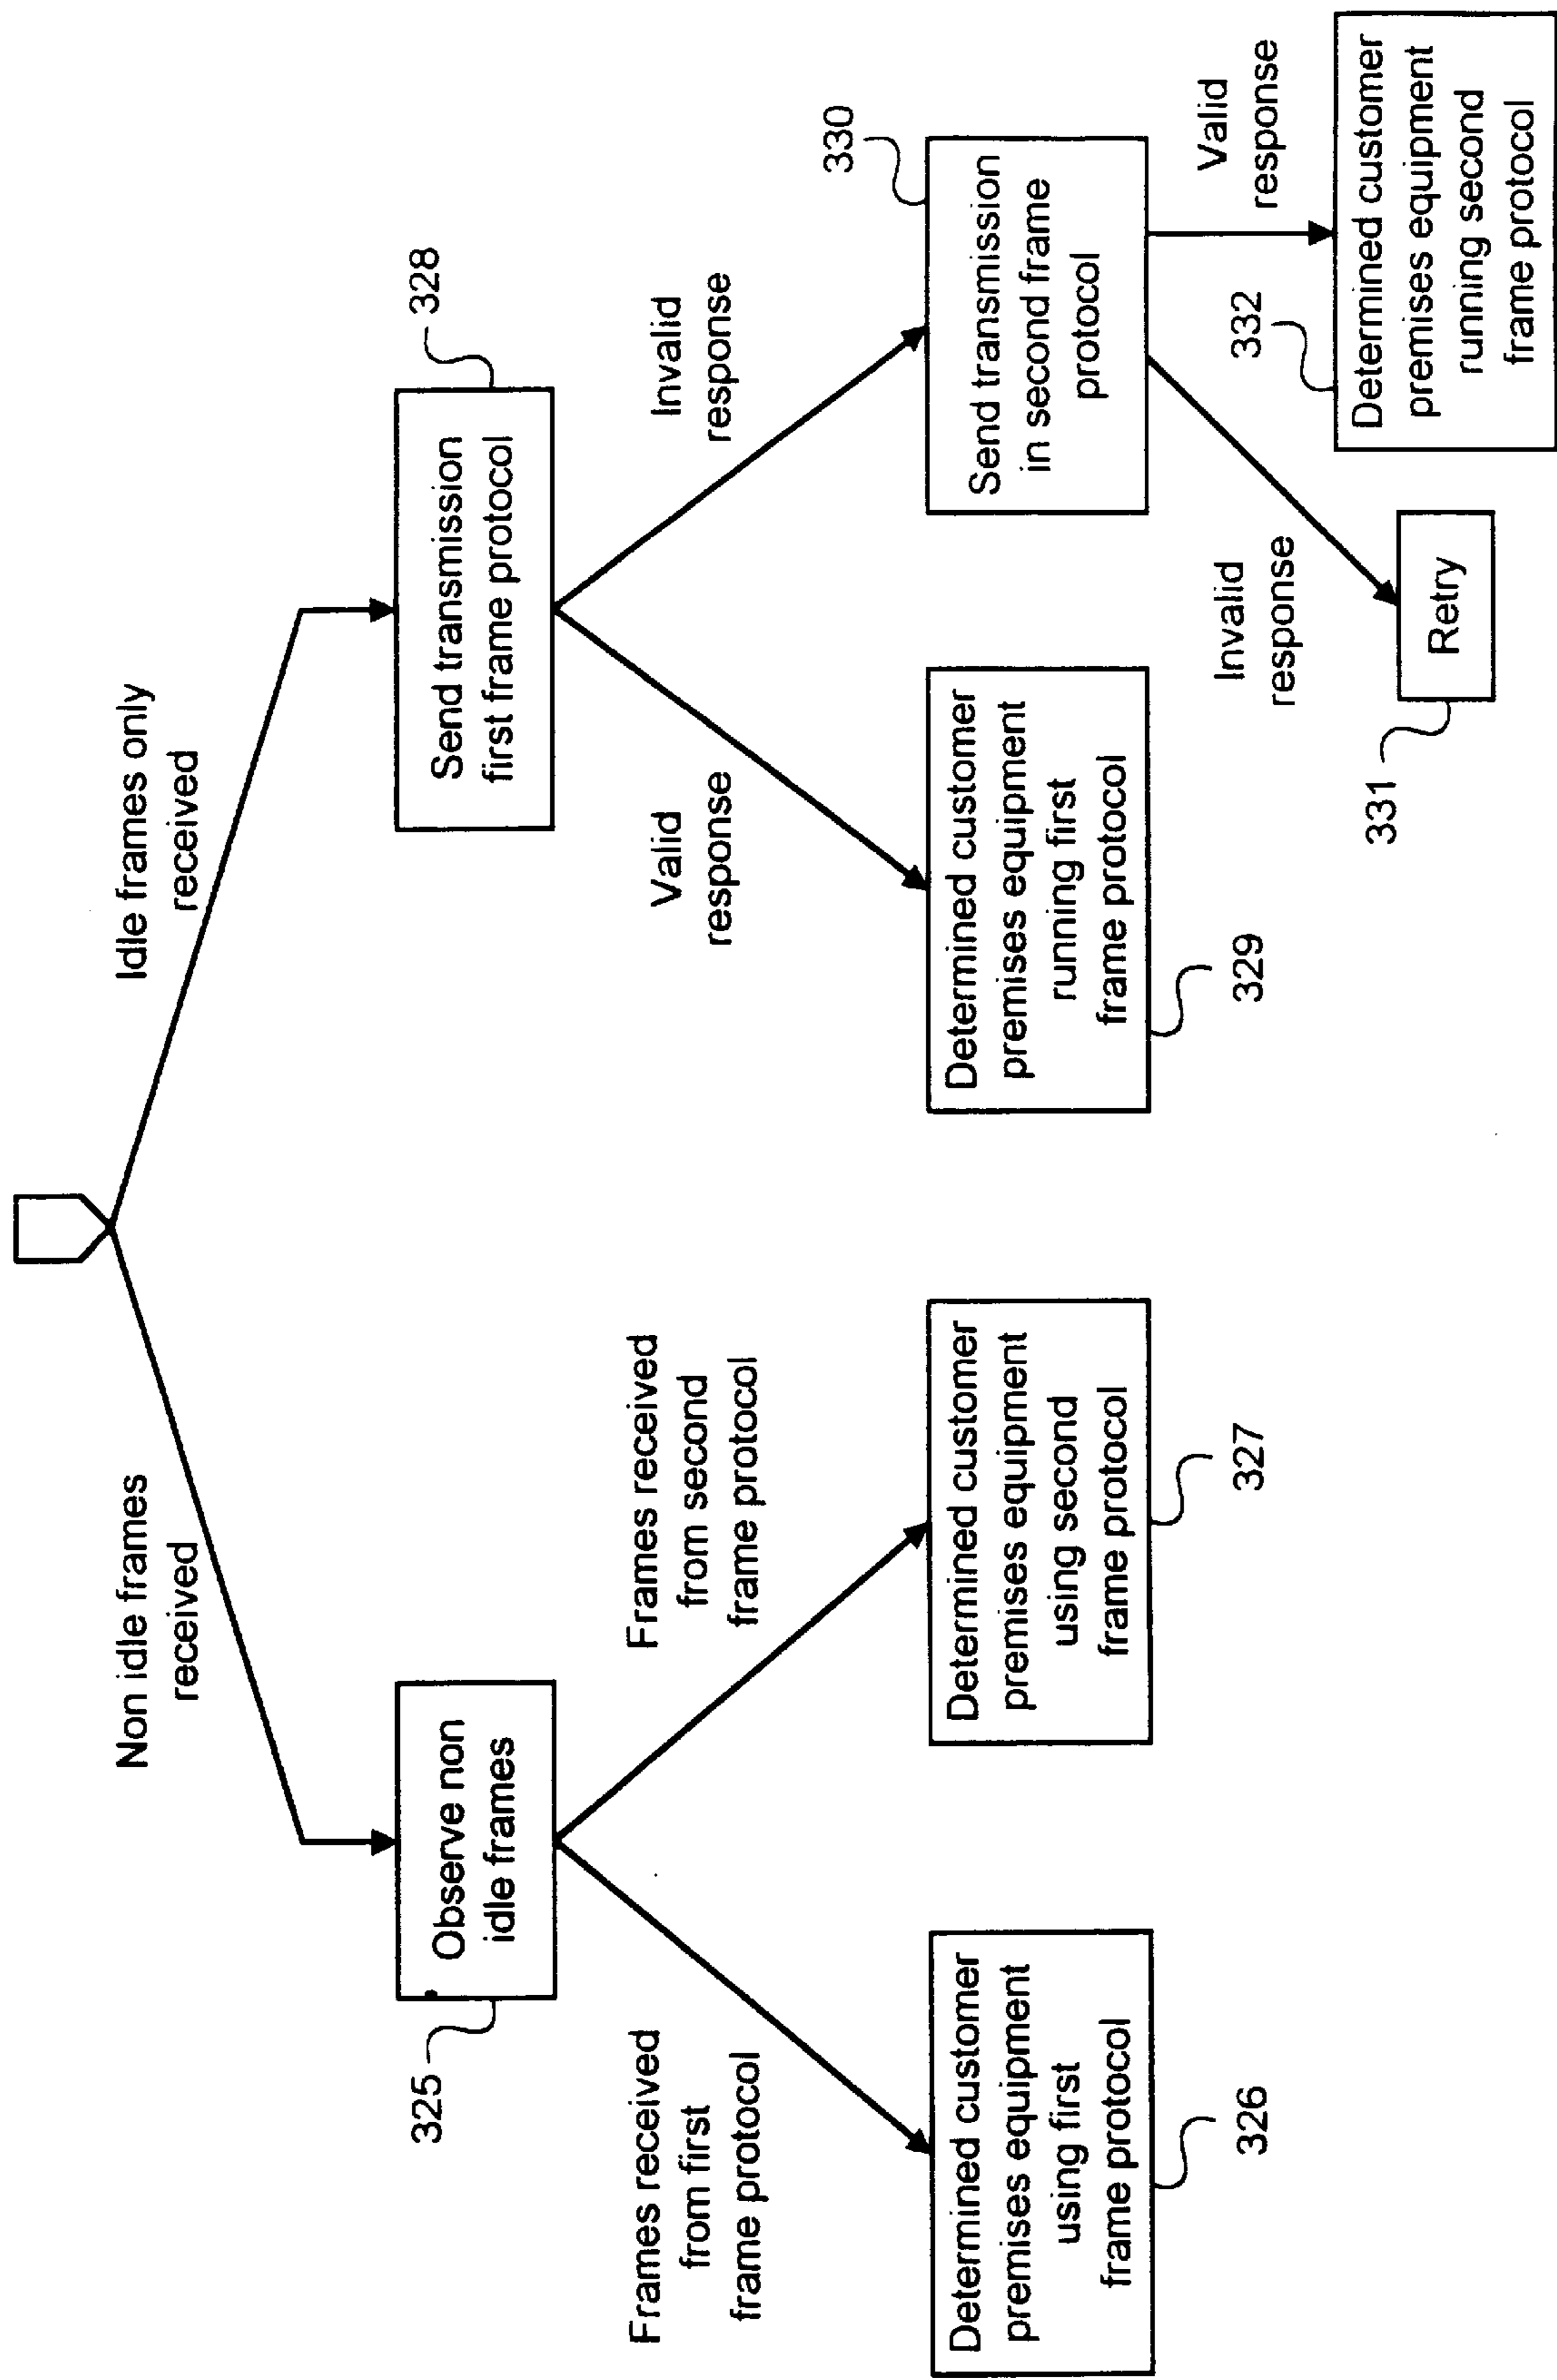 Non idle frames
received
Idle frames only
received
325
Observe non
idle frames
Send transmission
first frame protocol
328
Frames received
from first
frame protocol
Frames received
from second
frame protocol
Valid
response
Invalid
response
330
Determined customer
premises equipment
using first
frame protocol
326
Determined customer
premises equipment
using second
frame protocol
327
Determined customer
premises equipment
running first
frame protocol
329
Send transmission
in second frame
protocol
Invalid
response
Valid
response
331
Retry
332
Determined customer
premises equipment
running second
frame protocol